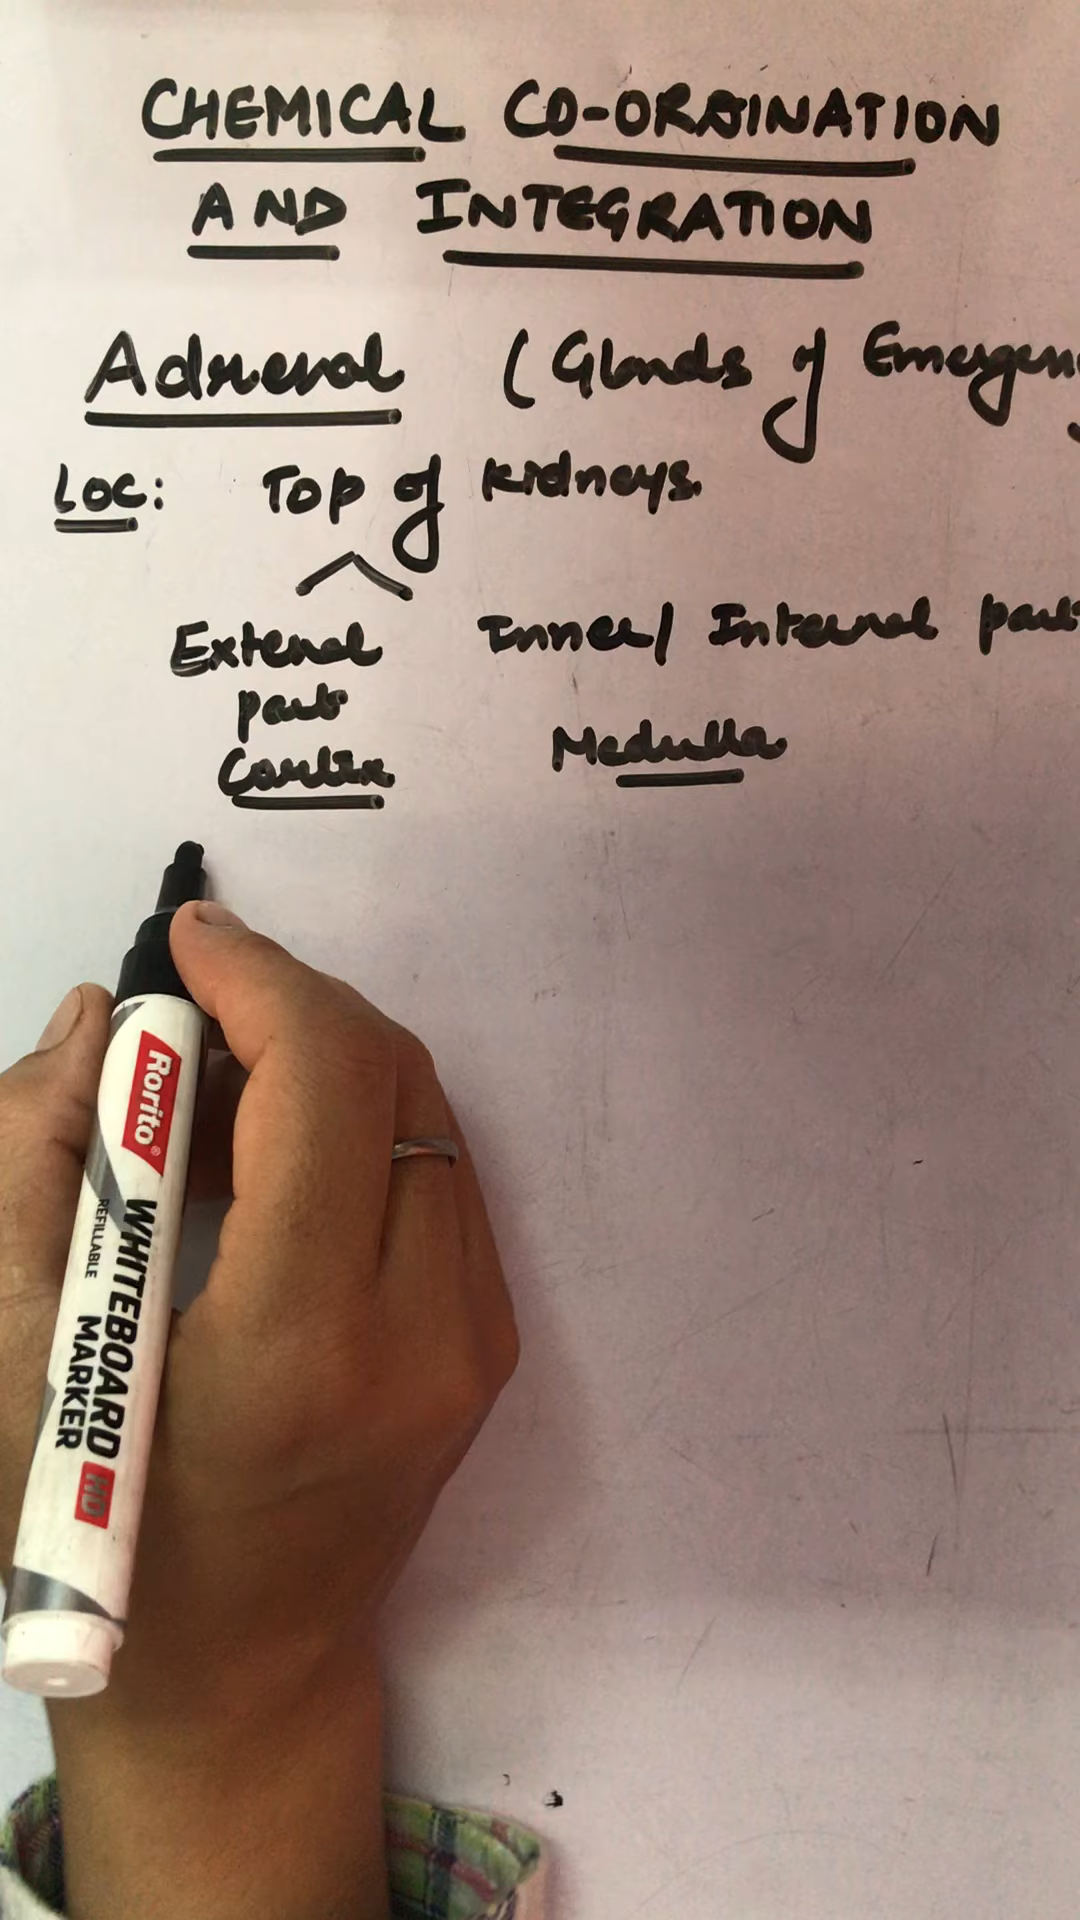 CHEMICAL CO-ORDINATION
AND INTEGRATION
Adrenal (Glands of Emergency
Loc: Top of kidneys.
External Inner/ Internal part
part
Cortex Medulla
Rorito®
WHITEBOARD
REFILLABLE MARKER HD